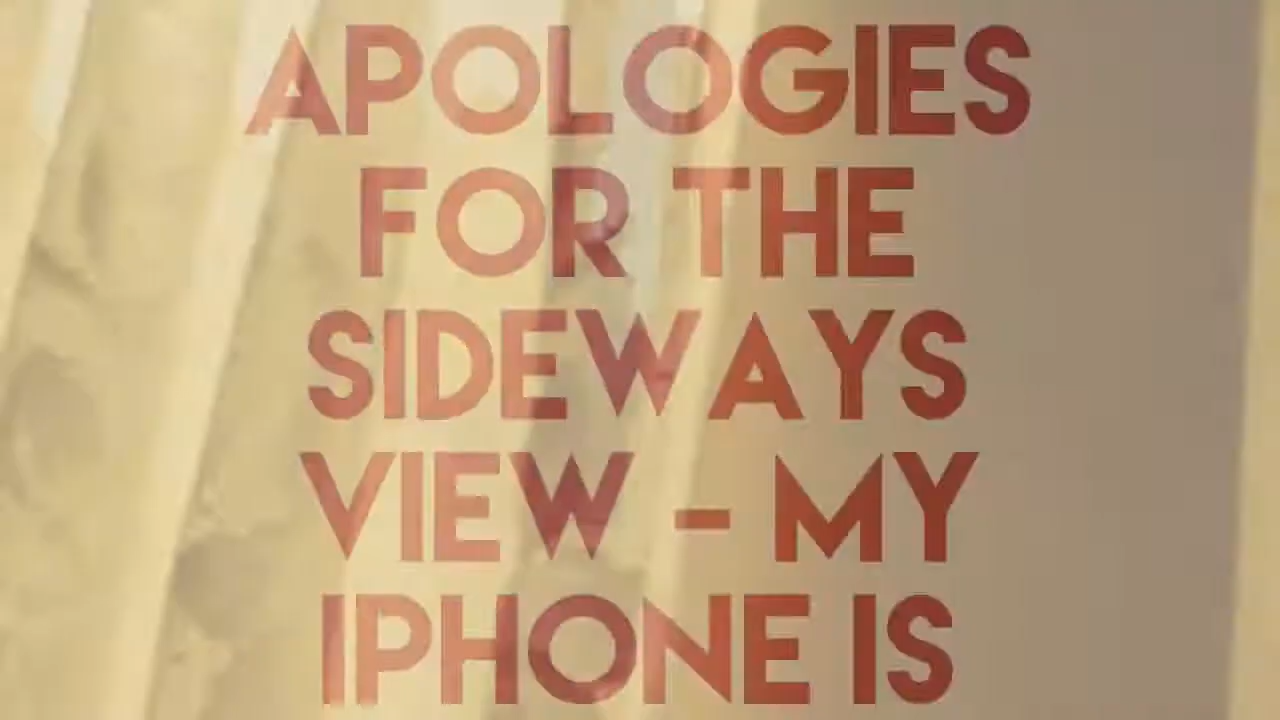 APOLOGIES
FOR THE
SIDEWAYS
VIEW - MY
IPHONE IS